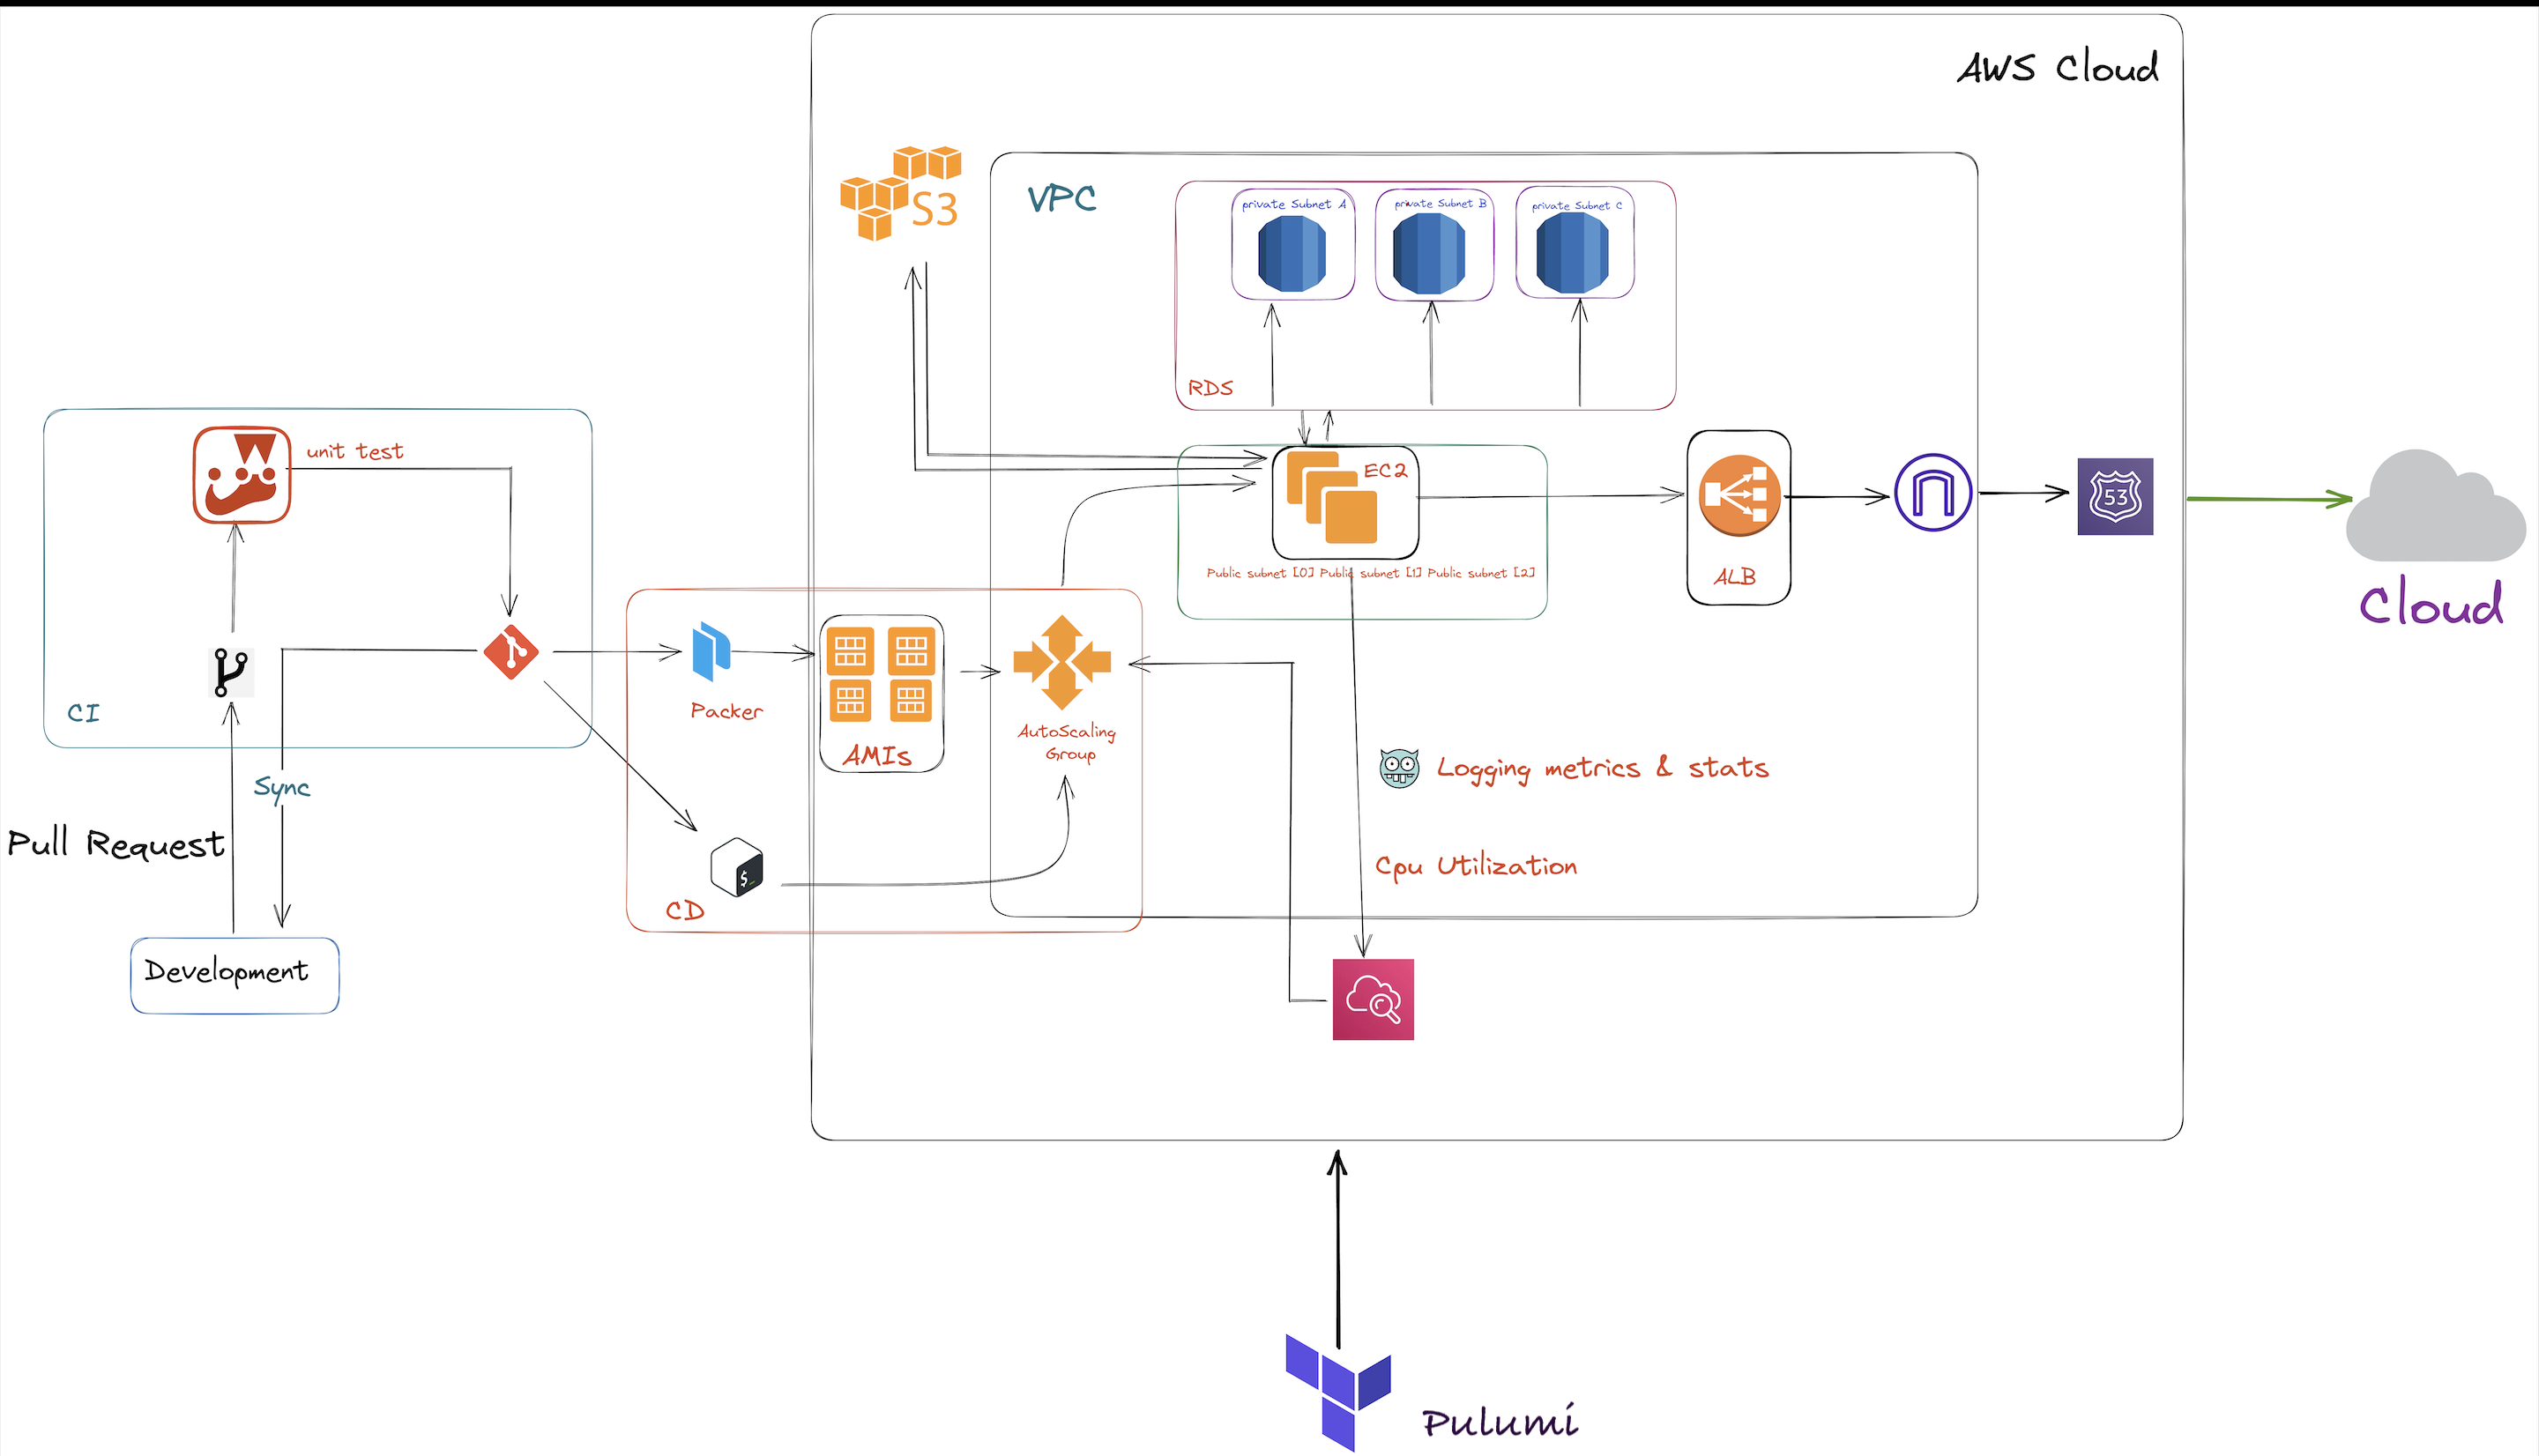 AWS Cloud
S3
VPC
private Subnet A
private Subnet B
private Subnet C
RDS
unit test
EC2
53
Public subnet [0] Public subnet [1] Public subnet [2]
ALB
Cloud
CI
Packer
AMIs
AutoScaling
Group
Sync
Logging metrics & stats
Pull Request
Cpu Utilization
$_
CD
Development
Pulumi